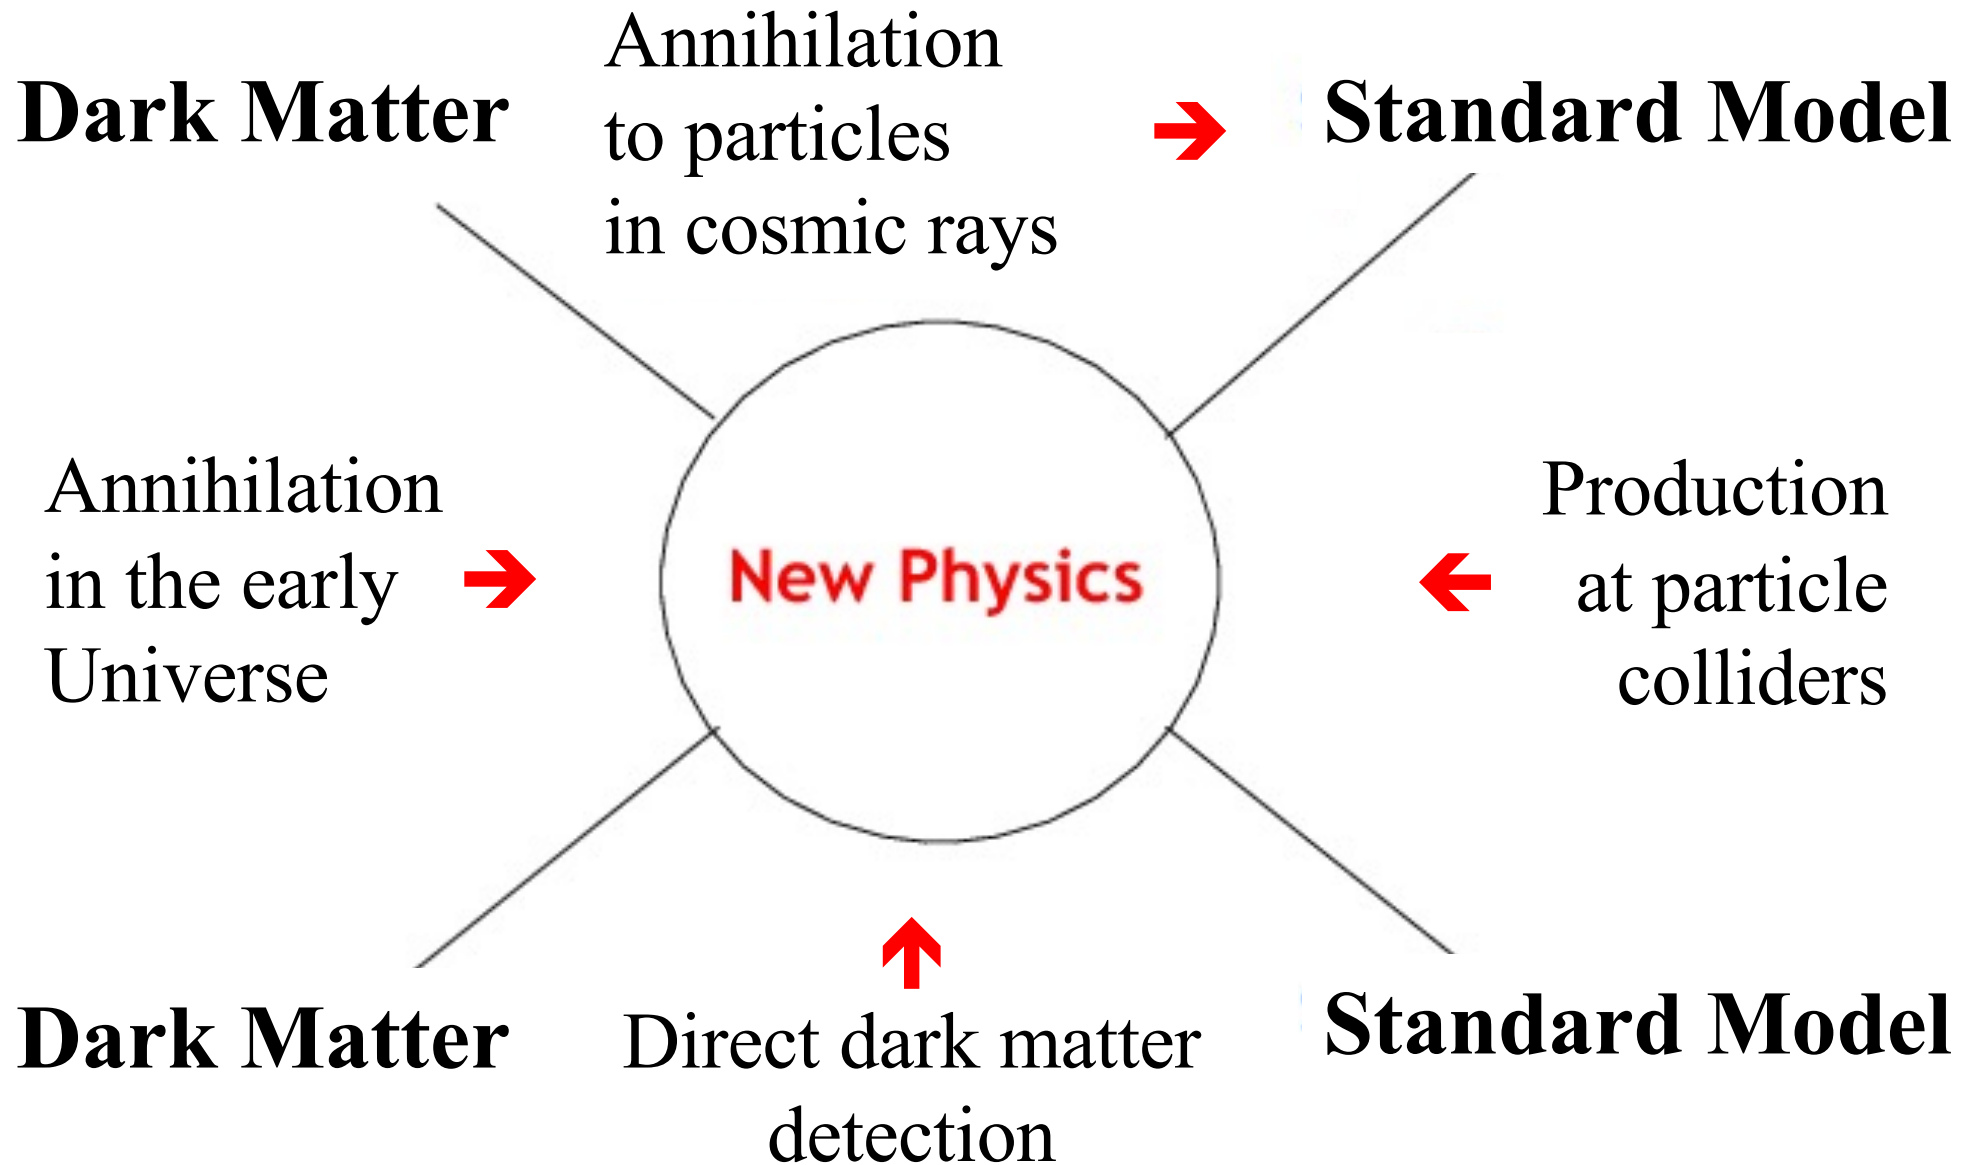 Annihilation
Dark Matter
to particles
Standard Model
in cosmic rays
Annihilation
in the early
Universe
New Physics
Production
at particle
colliders
Dark Matter
Direct dark matter
detection
Standard Model